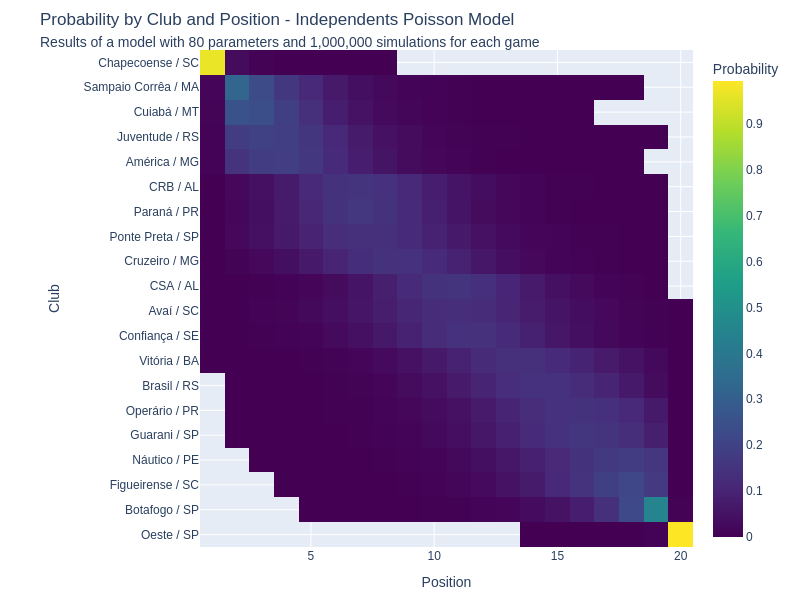 Probability by Club and Position - Independents Poisson Model
Results of a model with 80 parameters and 1,000,000 simulations for each game
Probability
Club
Chapecoense / SC
Sampaio Corrêa / MA
Cuiabá / MT
Juventude / RS
América / MG
CRB / AL
Paraná / PR
Ponte Preta / SP
Cruzeiro / MG
CSA / AL
Avaí / SC
Confiança / SE
Vitória / BA
Brasil / RS
Operário / PR
Guarani / SP
Náutico / PE
Figueirense / SC
Botafogo / SP
Oeste / SP
0.9
0.8
0.7
0.6
0.5
0.4
0.3
0.2
0.1
0
5 10 15 20
Position